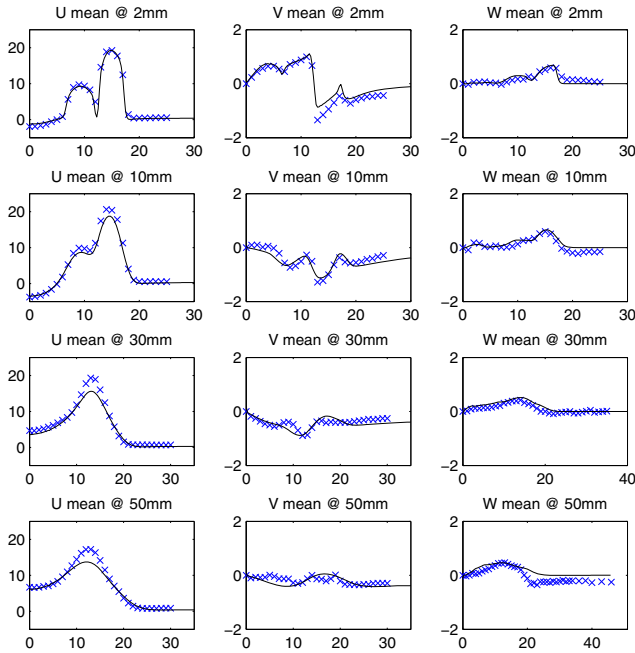 U mean @ 2mm
V mean @ 2mm
W mean @ 2mm
20
10
0
0 10 20 30
2
0
−2
0 10 20 30
2
0
−2
0 10 20 30
U mean @ 10mm
V mean @ 10mm
W mean @ 10mm
20
10
0
0 10 20 30
2
0
−2
0 10 20 30
2
0
−2
0 10 20 30
U mean @ 30mm
V mean @ 30mm
W mean @ 30mm
20
10
0
0 10 20 30
2
0
−2
0 10 20 30
2
0
−2
0 10 20 30 40
U mean @ 50mm
V mean @ 50mm
W mean @ 50mm
20
10
0
0 10 20 30
2
0
−2
0 10 20 30
2
0
−2
0 20 40